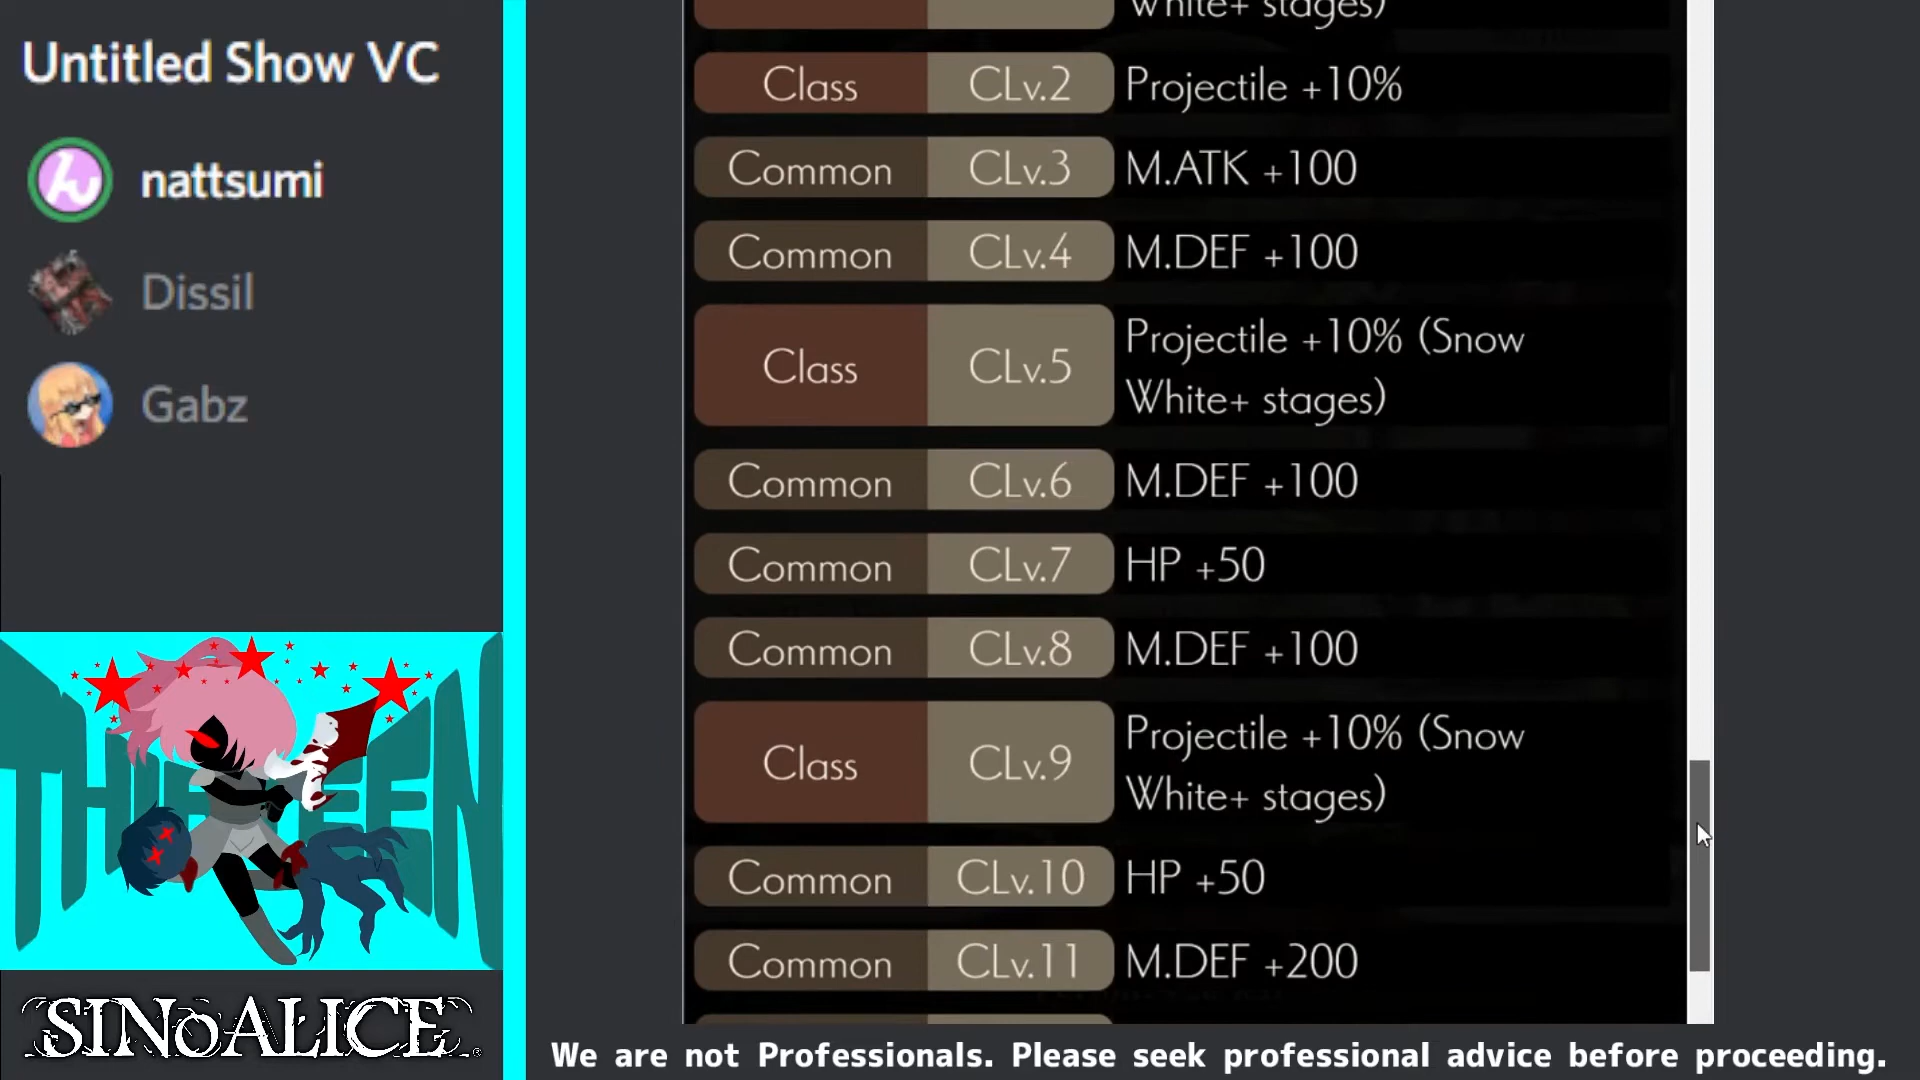 Untitled Show VC
nattsumi
Dissil
Gabz
THIRTEEN
SINoALICE
White+ stages)
Class CLv.2 Projectile +10%
Common CLv.3 M.ATK +100
Common CLv.4 M.DEF +100
Class CLv.5 Projectile +10% (Snow
White+ stages)
Common CLv.6 M.DEF +100
Common CLv.7 HP +50
Common CLv.8 M.DEF +100
Class CLv.9 Projectile +10% (Snow
White+ stages)
Common CLv.10 HP +50
Common CLv.11 M.DEF +200
We are not Professionals. Please seek professional advice before proceeding.